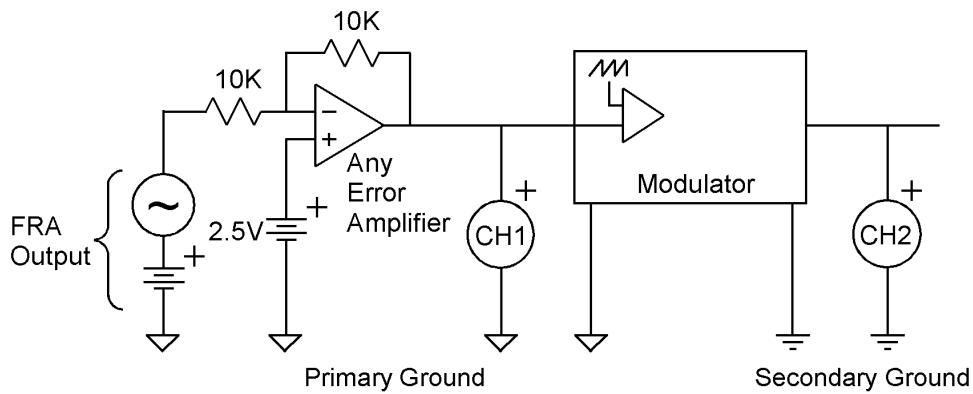 10K
10K
−
+
Any
Error
Amplifier
FRA
Output
~
+
2.5V
+
+
CH1
Modulator
+
CH2
Primary Ground
Secondary Ground